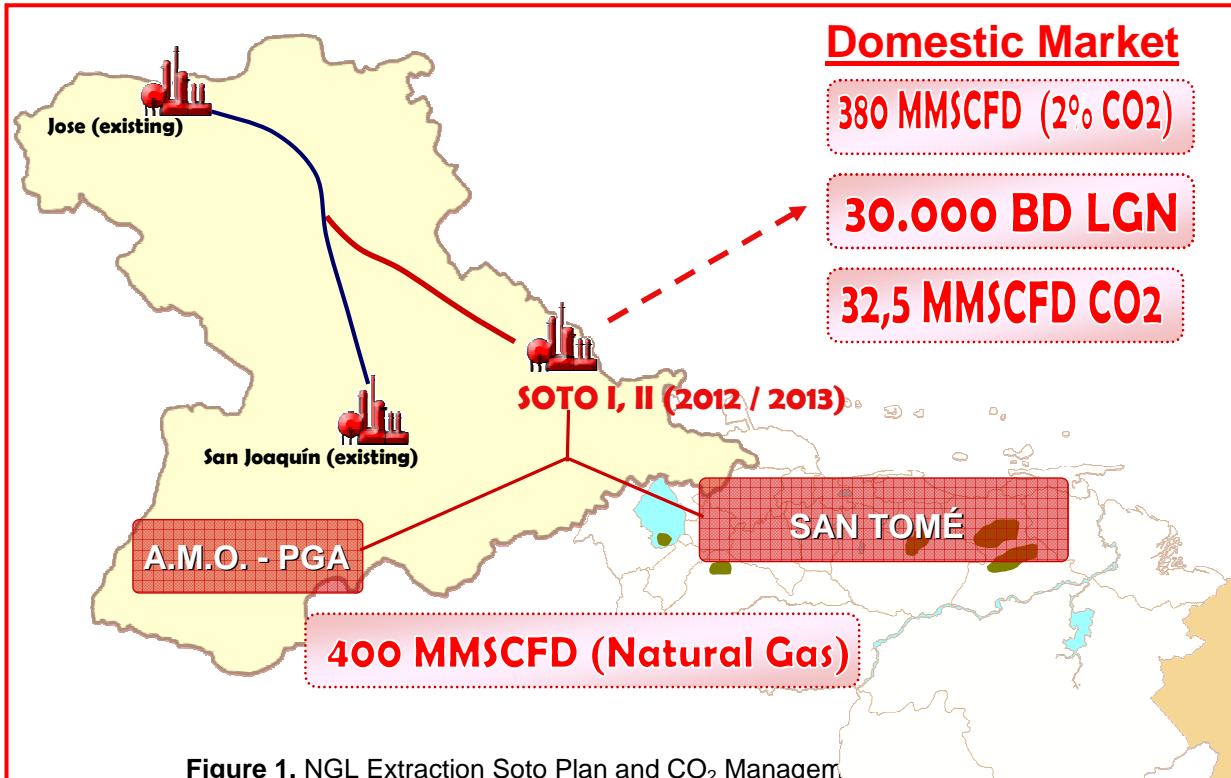 Domestic Market
380 MMSCFD (2% CO2)
30.000 BD LGN
32,5 MMSCFD CO2
Jose (existing)
SOTO I, II (2012 / 2013)
San Joaquín (existing)
A.M.O. - PGA
SAN TOMÉ
400 MMSCFD (Natural Gas)
Figure 1. NGL Extraction Soto Plan and CO₂ Managem